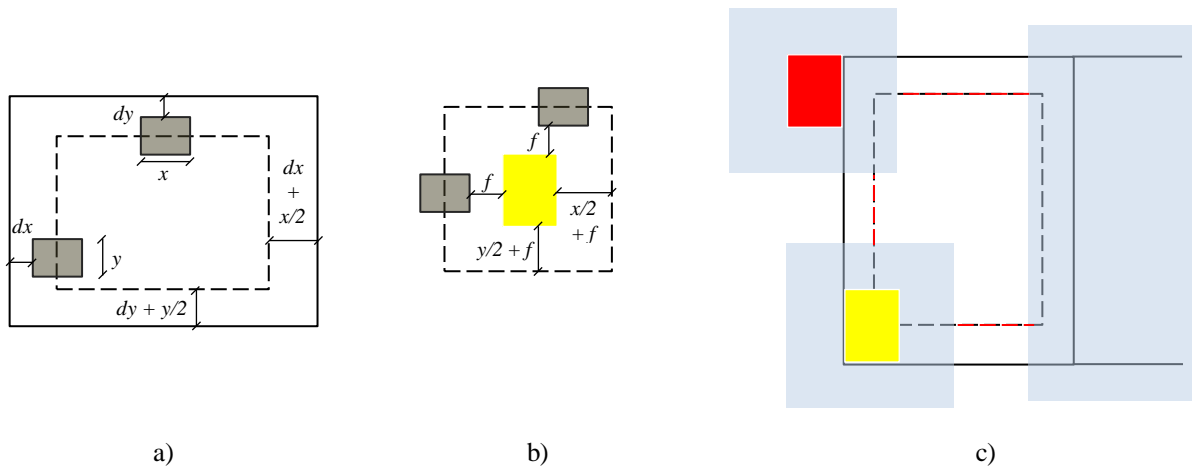 dy
x
dx
+
x/2
dx
y
dy + y/2
f
f
x/2
+ f
y/2 + f
a)
b)
c)